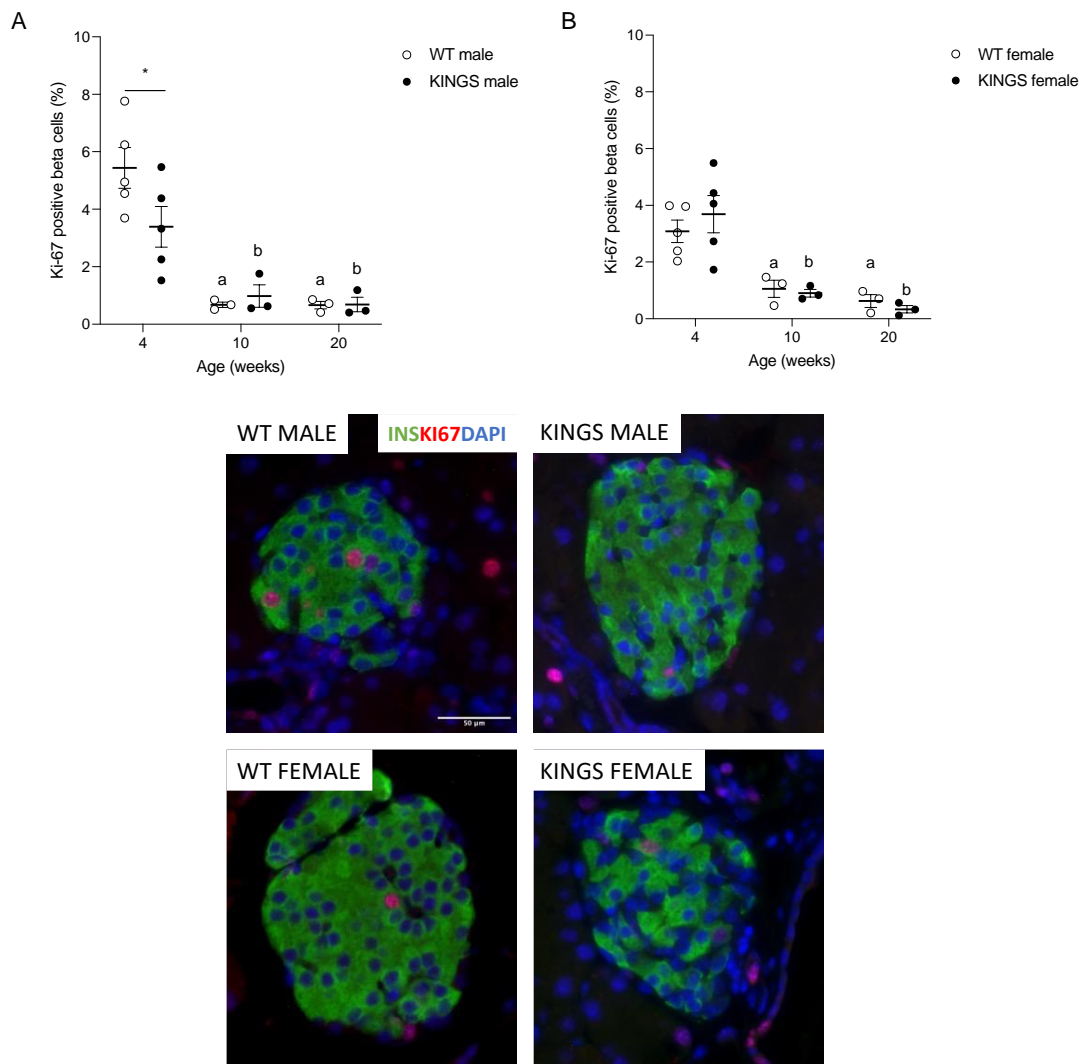 A
Ki-67 positive beta cells (%)
10
8
6
4
2
0
*
a
b
a
b
4
10
20
Age (weeks)
WT male
KINGS male
B
Ki-67 positive beta cells (%)
10
8
6
4
2
0
a
b
a
b
4
10
20
Age (weeks)
WT female
KINGS female
WT MALE
INSKI67DAPI
50 µm
KINGS MALE
WT FEMALE
KINGS FEMALE